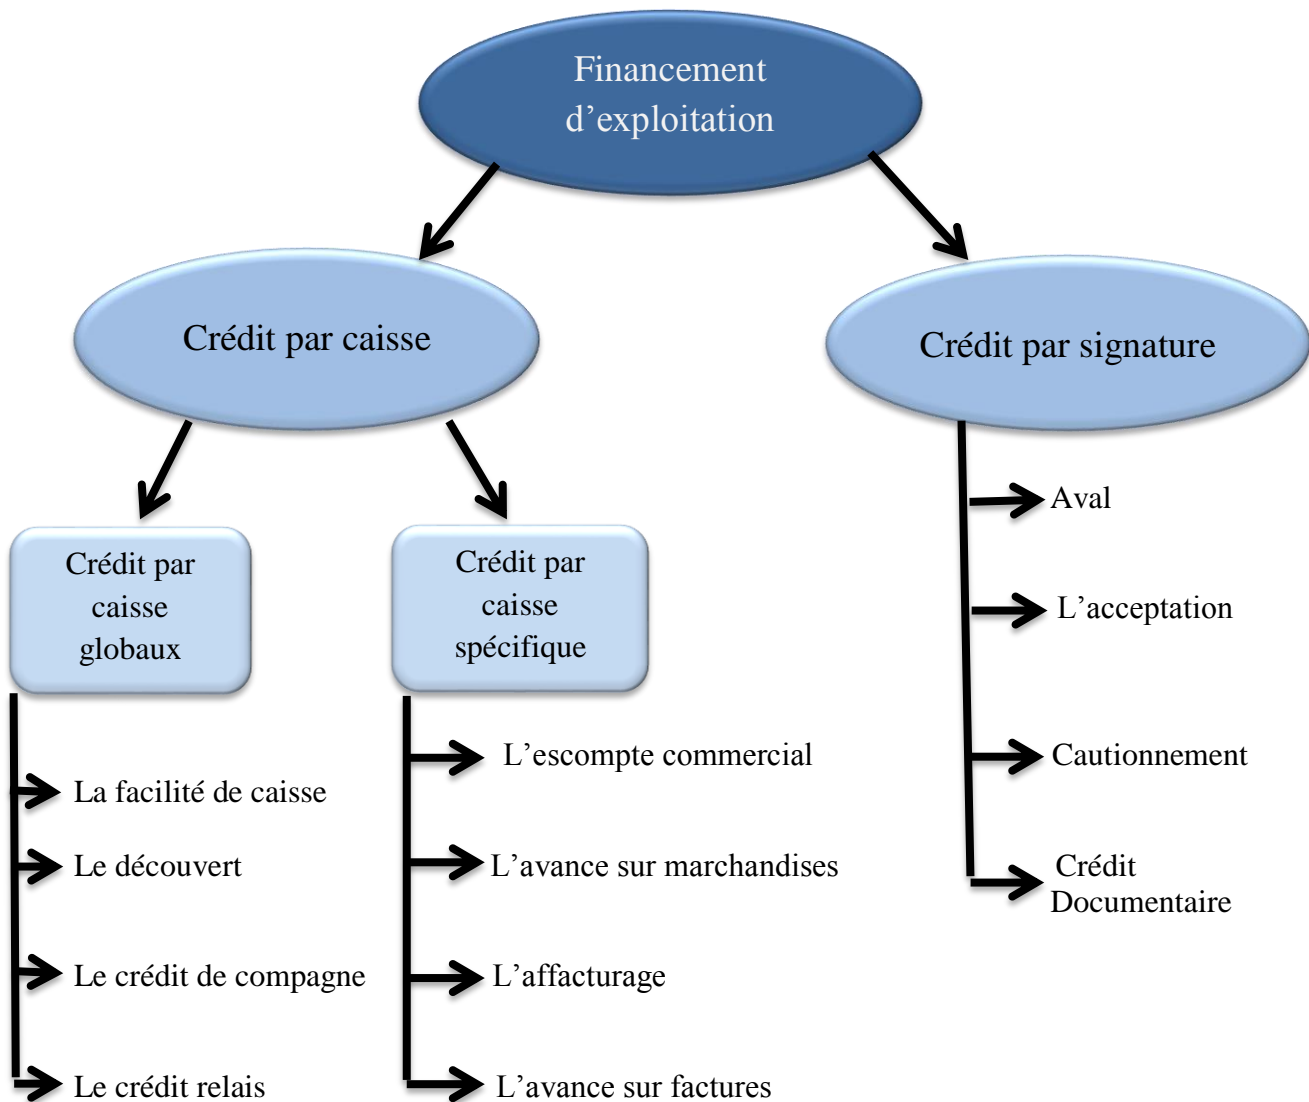 Financement
d’exploitation
Crédit par caisse
Crédit par signature
Crédit par
caisse
globaux
Crédit par
caisse
spécifique
La facilité de caisse
Le découvert
Le crédit de compagne
Le crédit relais
L’escompte commercial
L’avance sur marchandises
L’affacturage
L’avance sur factures
Aval
L’acceptation
Cautionnement
Crédit
Documentaire